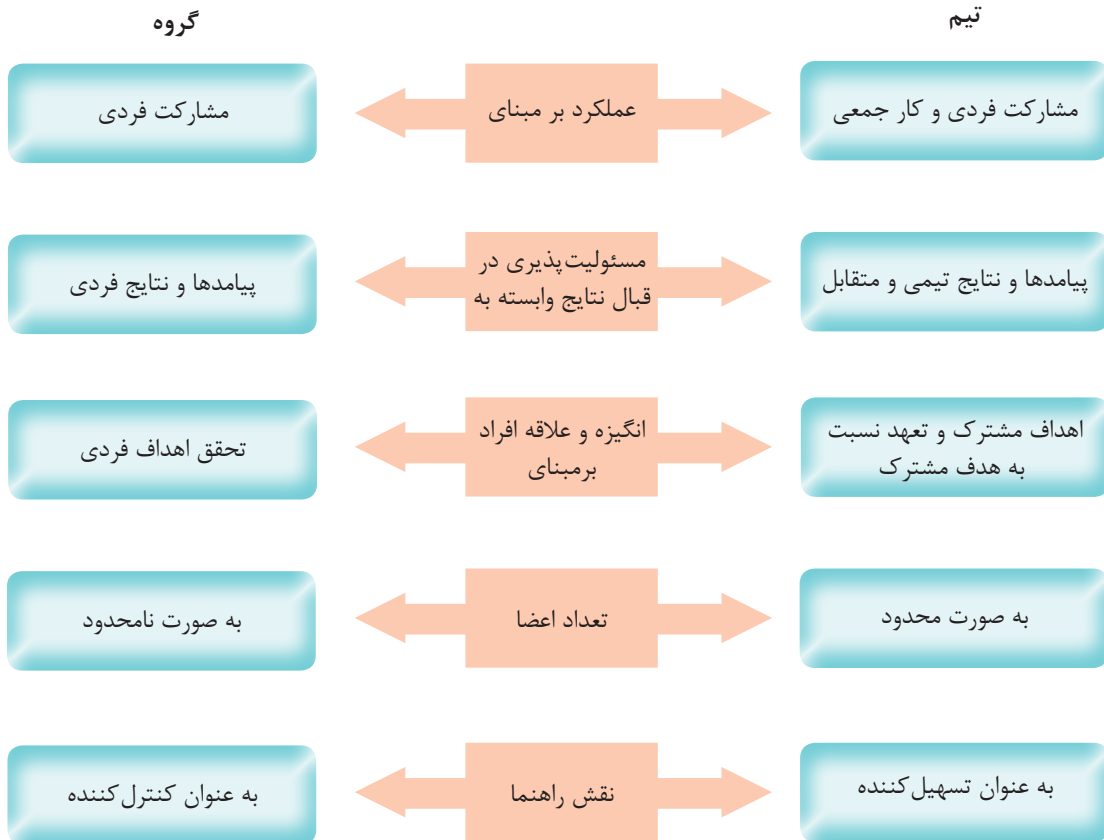 تیم
گروه
مشارکت فردی و کار جمعی
عملکرد بر مبنای
مشارکت فردی
پیامدها و نتایج تیمی و متقابل
مسئولیت‌پذیری در
قبال نتایج وابسته به
پیامدها و نتایج فردی
اهداف مشترک و تعهد نسبت
به هدف مشترک
انگیزه و علاقه افراد
برمبنای
تحقق اهداف فردی
به صورت محدود
تعداد اعضا
به صورت نامحدود
به عنوان تسهیل‌کننده
نقش راهنما
به عنوان کنترل‌کننده